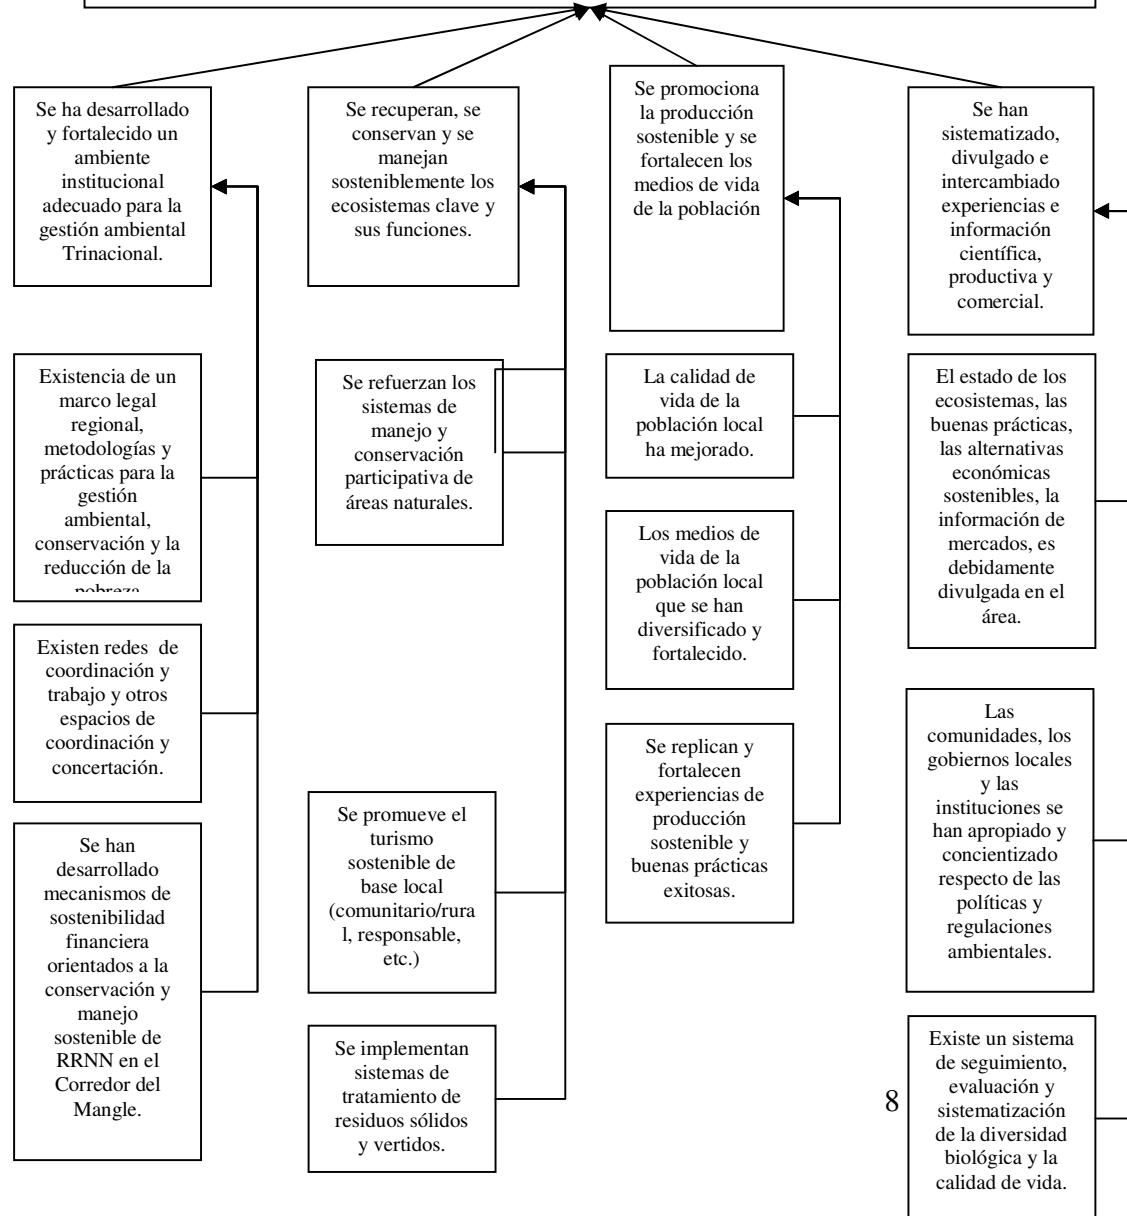 Se ha desarrollado
y fortalecido un
ambiente
institucional
adecuado para la
gestión ambiental
Trinacional.
Se recuperan, se
conservan y se
manejan
sosteniblemente los
ecosistemas clave y
sus funciones.
Se promociona
la producción
sostenible y se
fortalecen los
medios de vida
de la población
Se han
sistematizado,
divulgado e
intercambiado
experiencias e
información
científica,
productiva y
comercial.
Existencia de un
marco legal
regional,
metodologías y
prácticas para la
gestión
ambiental,
conservación y la
reducción de la
pobreza
Se refuerzan los
sistemas de
manejo y
conservación
participativa de
áreas naturales.
La calidad de
vida de la
población local
ha mejorado.
El estado de los
ecosistemas, las
buenas prácticas,
las alternativas
económicas
sostenibles, la
información de
mercados, es
debidamente
divulgada en el
área.
Los medios de
vida de la
población local
que se han
diversificado y
fortalecido.
Existen redes de
coordinación y
trabajo y otros
espacios de
coordinación y
concertación.
Se replican y
fortalecen
experiencias de
producción
sostenible y
buenas prácticas
exitosas.
Las
comunidades, los
gobiernos locales
y las
instituciones se
han apropiado y
concientizado
respecto de las
políticas y
regulaciones
ambientales.
Se han
desarrollado
mecanismos de
sostenibilidad
financiera
orientados a la
conservación y
manejo
sostenible de
RRNN en el
Corredor del
Mangle.
Se promueve el
turismo
sostenible de
base local
(comunitario/rura
l, responsable,
etc.)
Se implementan
sistemas de
tratamiento de
residuos sólidos
y vertidos.
Existe un sistema
de seguimiento,
evaluación y
sistematización
de la diversidad
biológica y la
calidad de vida.
8